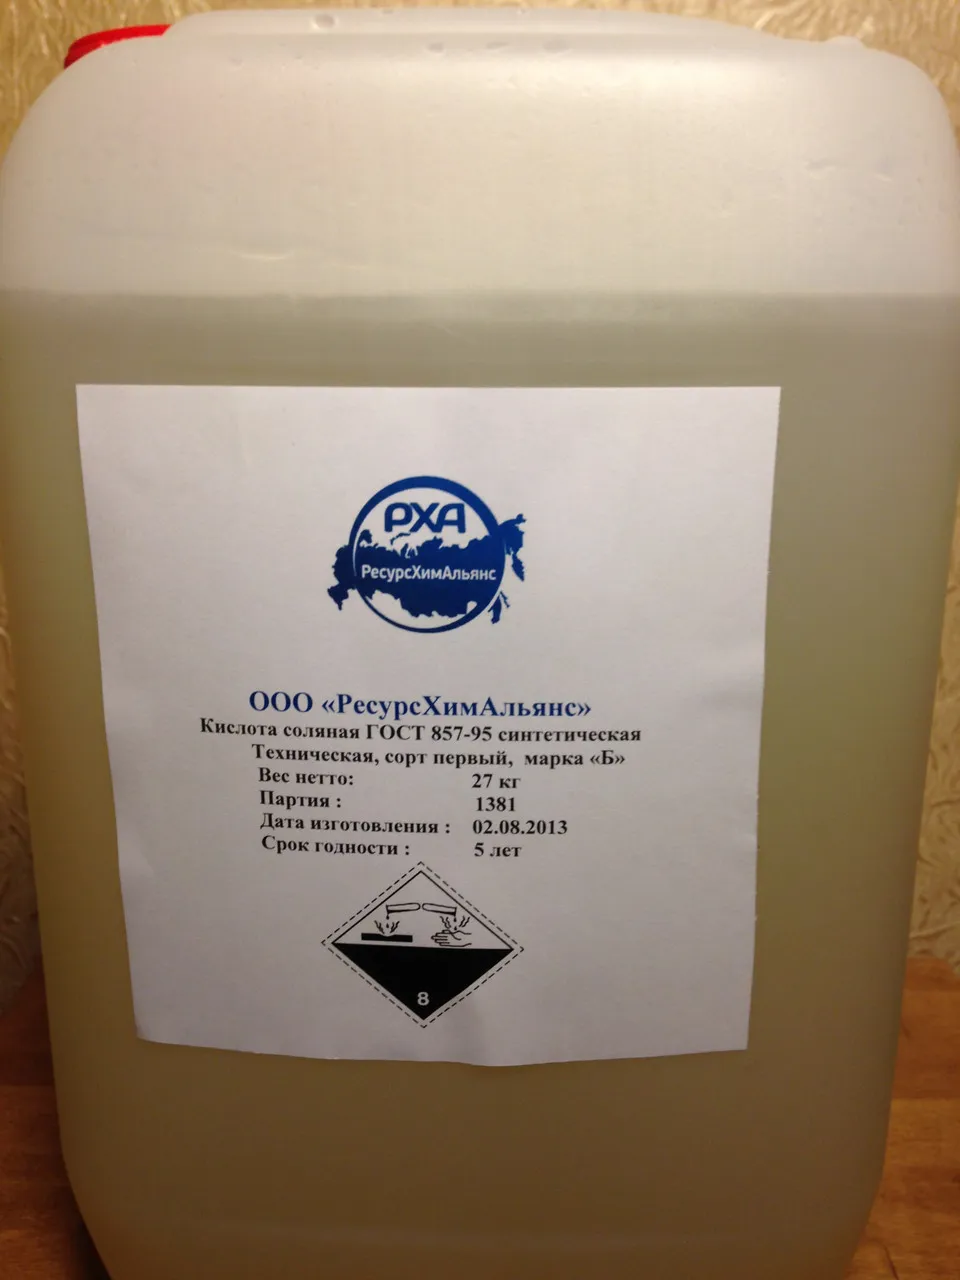 РХА
РесурсХимАльянс
ООО «РесурсХимАльянс»
Кислота соляная ГОСТ 857-95 синтетическая
Техническая, сорт первый, марка «Б»
Вес нетто: 27 кг
Партия : 1381
Дата изготовления : 02.08.2013
Срок годности : 5 лет
8